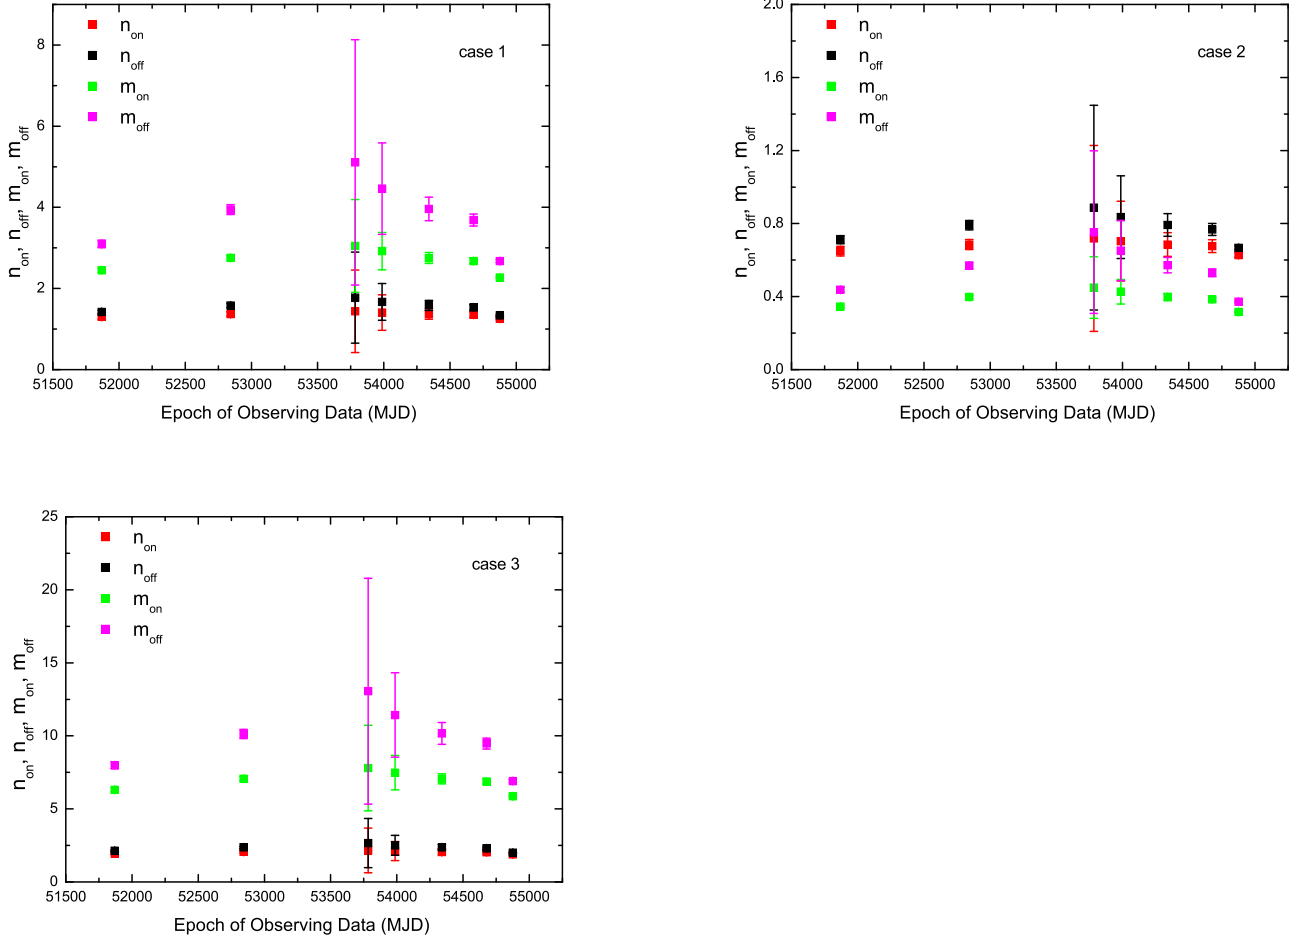 case 1
n_on
n_off
m_on
m_off
8
6
4
2
0
n_on, n_off, m_on, m_off
51500 52000 52500 53000 53500 54000 54500 55000
Epoch of Observing Data (MJD)
case 2
n_on
n_off
m_on
m_off
2.0
1.6
1.2
0.8
0.4
0.0
n_on, n_off, m_on, m_off
51500 52000 52500 53000 53500 54000 54500 55000
Epoch of Observing Data (MJD)
case 3
n_on
n_off
m_on
m_off
25
20
15
10
5
0
n_on, n_off, m_on, m_off
51500 52000 52500 53000 53500 54000 54500 55000
Epoch of Observing Data (MJD)